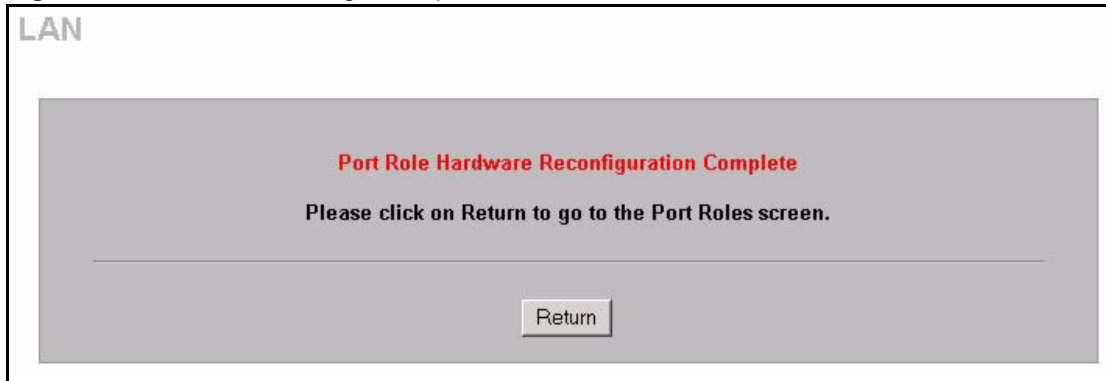 LAN
Port Role Hardware Reconfiguration Complete
Please click on Return to go to the Port Roles screen.
Return